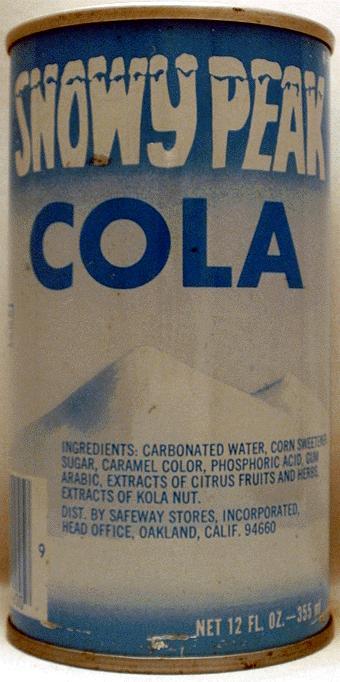 SNOWY PEAK
COLA
INGREDIENTS: CARBONATED WATER, CORN SWEETENER
SUGAR, CARAMEL COLOR, PHOSPHORIC ACID, GUM
ARABIC, EXTRACTS OF CITRUS FRUITS AND HERBS,
EXTRACTS OF KOLA NUT.
DIST. BY SAFEWAY STORES, INCORPORATED,
HEAD OFFICE, OAKLAND, CALIF. 94660
9
NET 12 FL. OZ.—355 ml